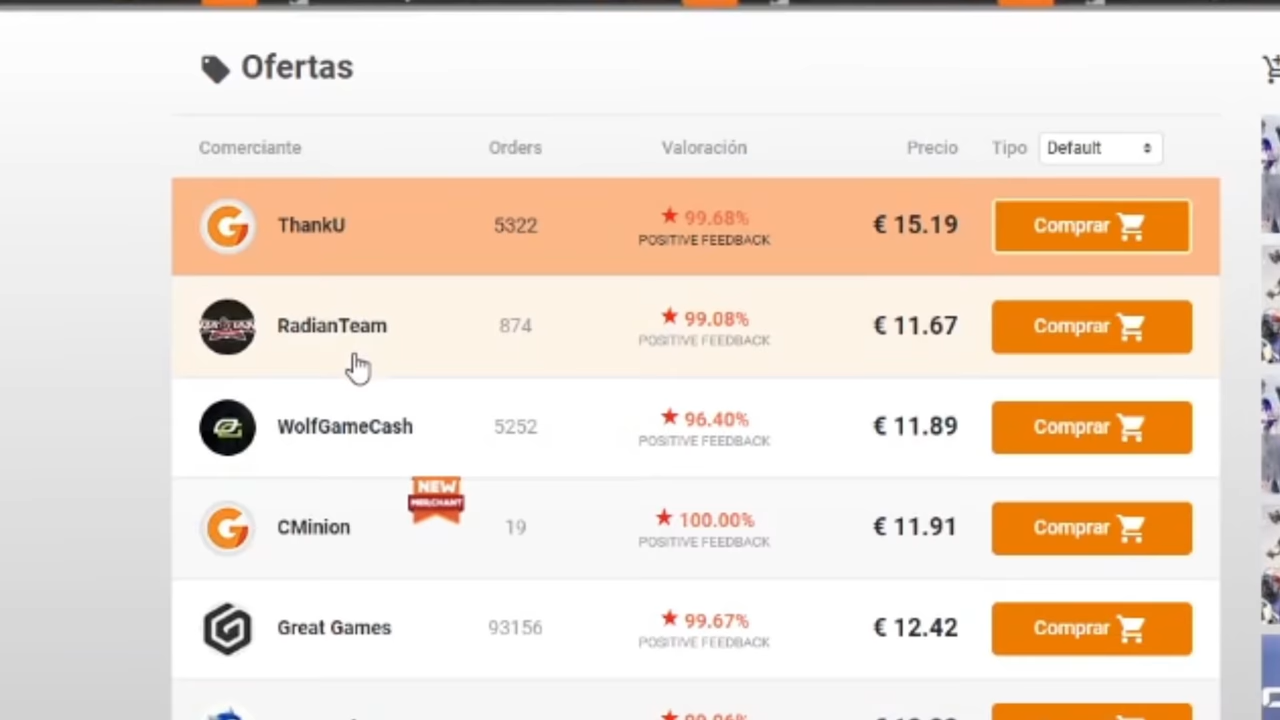 Ofertas
Comerciante Orders Valoración Precio Tipo Default
ThankU 5322 99.68% € 15.19 Comprar
POSITIVE FEEDBACK
RadianTeam 874 99.08% € 11.67 Comprar
POSITIVE FEEDBACK
WolfGameCash 5252 96.40% € 11.89 Comprar
POSITIVE FEEDBACK
NEW
MERCHANT
CMinion 19 100.00% € 11.91 Comprar
POSITIVE FEEDBACK
Great Games 93156 99.67% € 12.42 Comprar
POSITIVE FEEDBACK